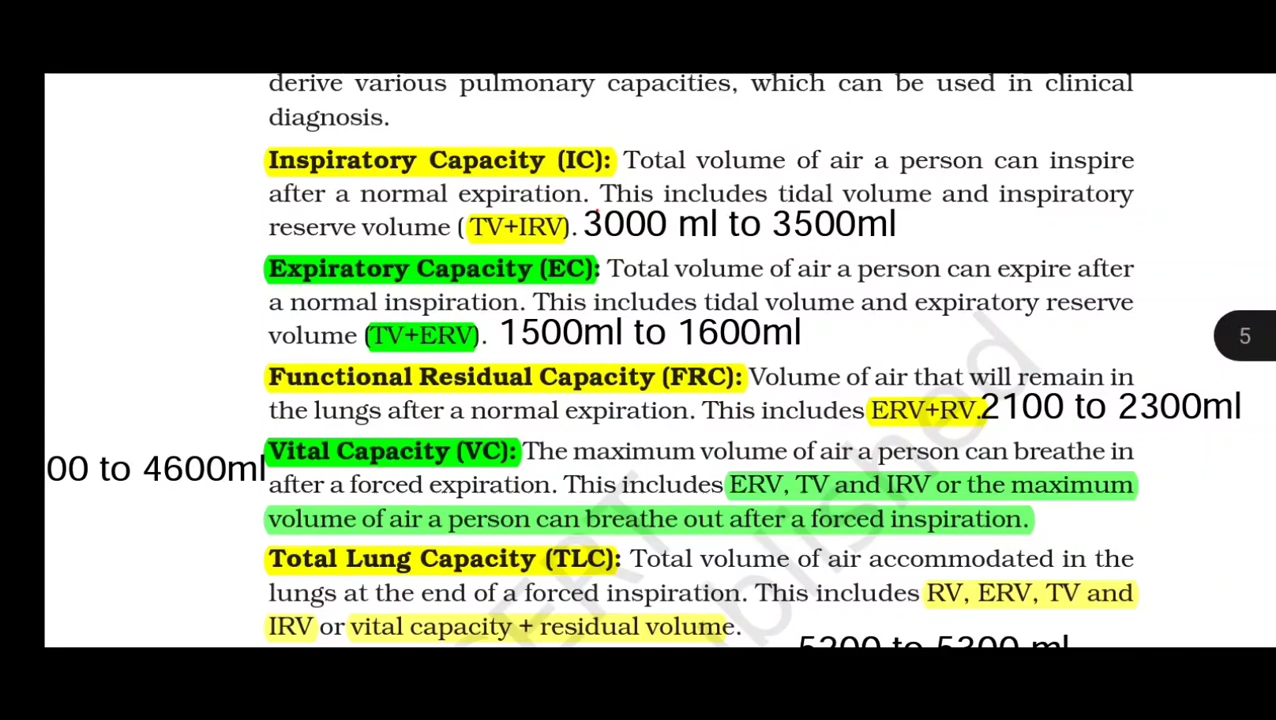 derive various pulmonary capacities, which can be used in clinical
diagnosis.
Inspiratory Capacity (IC): Total volume of air a person can inspire
after a normal expiration. This includes tidal volume and inspiratory
reserve volume ( TV+IRV). 3000 ml to 3500ml
Expiratory Capacity (EC): Total volume of air a person can expire after
a normal inspiration. This includes tidal volume and expiratory reserve
volume (TV+ERV). 1500ml to 1600ml
5
Functional Residual Capacity (FRC): Volume of air that will remain in
the lungs after a normal expiration. This includes ERV+RV. 2100 to 2300ml
Vital Capacity (VC): The maximum volume of air a person can breathe in
00 to 4600ml
after a forced expiration. This includes ERV, TV and IRV or the maximum
volume of air a person can breathe out after a forced inspiration.
Total Lung Capacity (TLC): Total volume of air accommodated in the
lungs at the end of a forced inspiration. This includes RV, ERV, TV and
IRV or vital capacity + residual volume.
5200 to 5300 ml